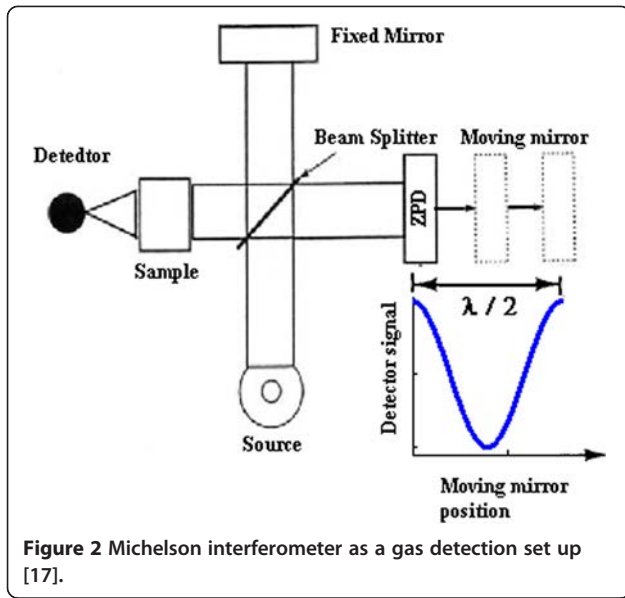 Fixed Mirror
Beam Splitter
Moving mirror
Detedtor
ZPD
Sample
λ / 2
Detector signal
Source
Moving mirror
position
Figure 2 Michelson interferometer as a gas detection set up
[17].